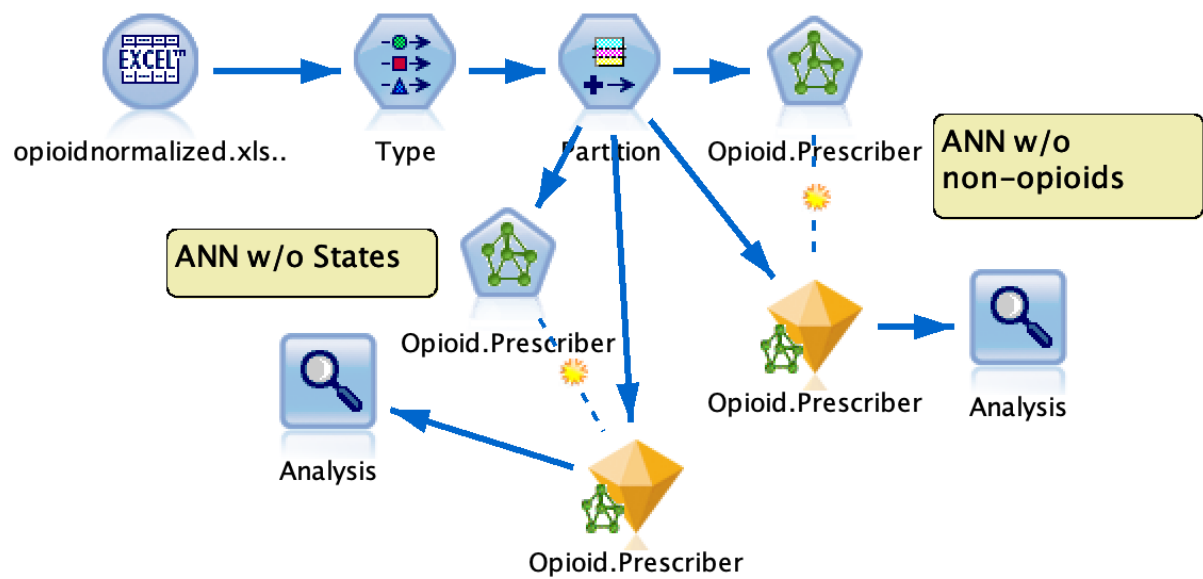 EXCEL™
opioidnormalized.xls..
Type
Partition
Opioid.Prescriber
ANN w/o
non-opioids
ANN w/o States
Opioid.Prescriber
Analysis
Opioid.Prescriber
Analysis
Opioid.Prescriber